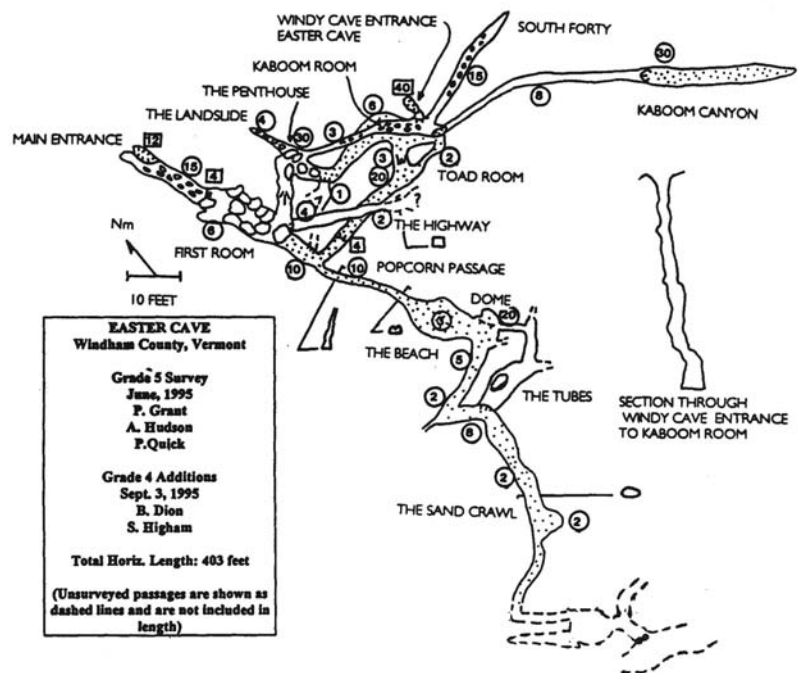 WINDY CAVE ENTRANCE
EASTER CAVE
SOUTH FORTY
KABOOM ROOM
THE PENTHOUSE
THE LANDSLIDE
MAIN ENTRANCE
12
15
4
4
30
3
6
40
15
30
8
KABOOM CANYON
3
2
20
TOAD ROOM
1
4
2
?
?
THE HIGHWAY
6
FIRST ROOM
4
10
10
POPCORN PASSAGE
Nm
10 FEET
DOME
20
THE BEACH
5
THE TUBES
2
8
2
THE SAND CRAWL
2
SECTION THROUGH
WINDY CAVE ENTRANCE
TO KABOOM ROOM
EASTER CAVE
Windham County, Vermont
Grade 5 Survey
June, 1995
P. Grant
A. Hudson
P.Quick
Grade 4 Additions
Sept. 3, 1995
B. Dion
S. Higham
Total Horiz. Length: 403 feet
(Unsurveyed passages are shown as
dashed lines and are not included in
length)